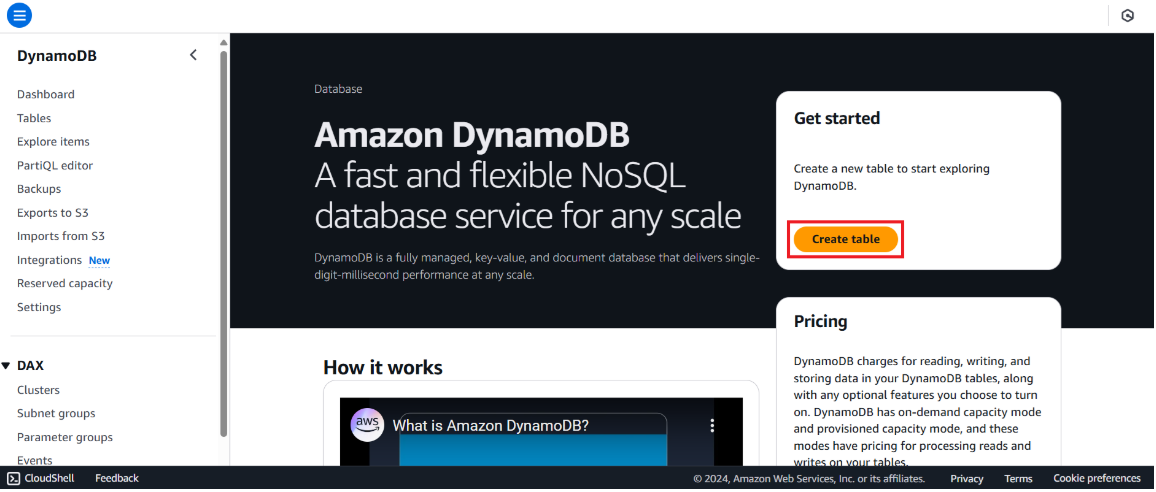 DynamoDB
Dashboard
Tables
Explore items
PartiQL editor
Backups
Exports to S3
Imports from S3
Integrations New
Reserved capacity
Settings
DAX
Clusters
Subnet groups
Parameter groups
Events
Database
Amazon DynamoDB
A fast and flexible NoSQL
database service for any scale
DynamoDB is a fully managed, key-value, and document database that delivers single-
digit-millisecond performance at any scale.
Get started
Create a new table to start exploring
DynamoDB.
Create table
Pricing
DynamoDB charges for reading, writing, and
storing data in your DynamoDB tables, along
with any optional features you choose to turn
on. DynamoDB has on-demand capacity mode
and provisioned capacity mode, and these
modes have pricing for processing reads and
writes on your tables.
How it works
aws
What is Amazon DynamoDB?
CloudShell Feedback © 2024, Amazon Web Services, Inc. or its affiliates. Privacy Terms Cookie preferences